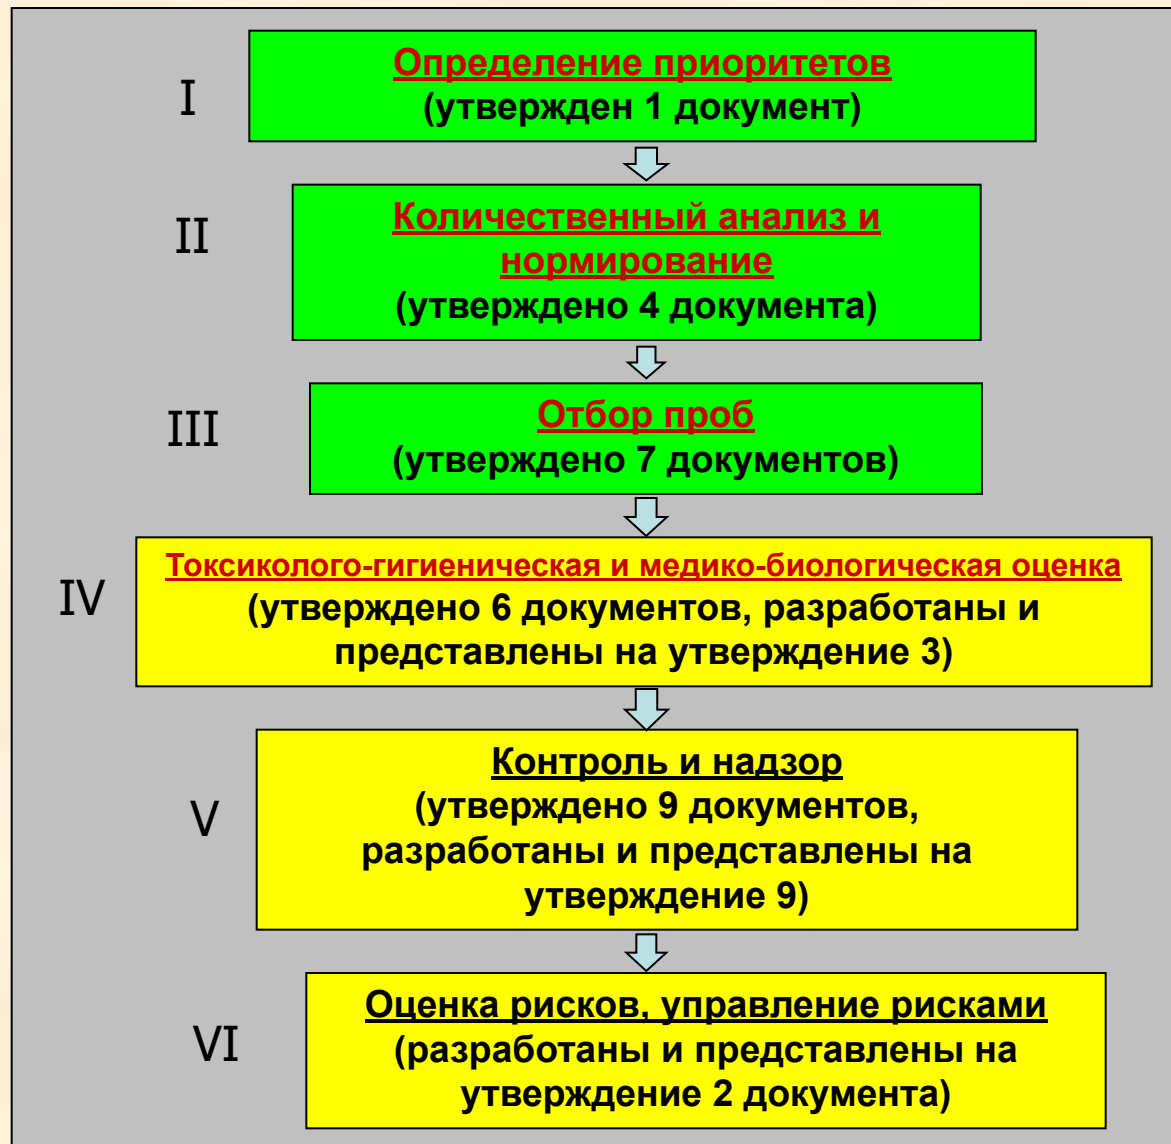 I
Определение приоритетов
(утвержден 1 документ)
II
Количественный анализ и
нормирование
(утверждено 4 документа)
III
Отбор проб
(утверждено 7 документов)
IV
Токсиколого-гигиеническая и медико-биологическая оценка
(утверждено 6 документов, разработаны и
представлены на утверждение 3)
V
Контроль и надзор
(утверждено 9 документов,
разработаны и представлены на
утверждение 9)
VI
Оценка рисков, управление рисками
(разработаны и представлены на
утверждение 2 документа)